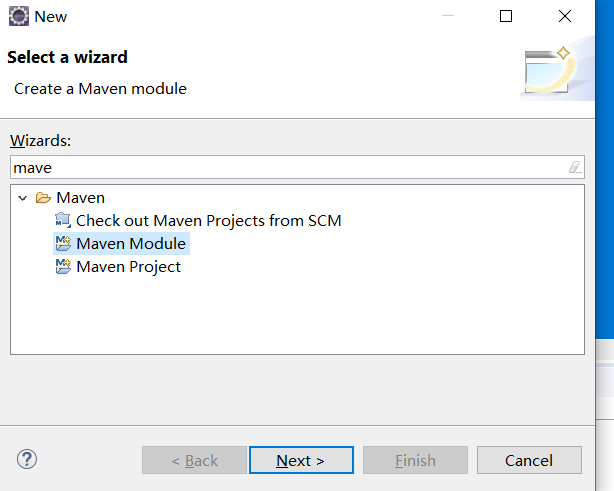 New
Select a wizard
Create a Maven module
Wizards:
mave
Maven
Check out Maven Projects from SCM
Maven Module
Maven Project
< Back
Next >
Finish
Cancel